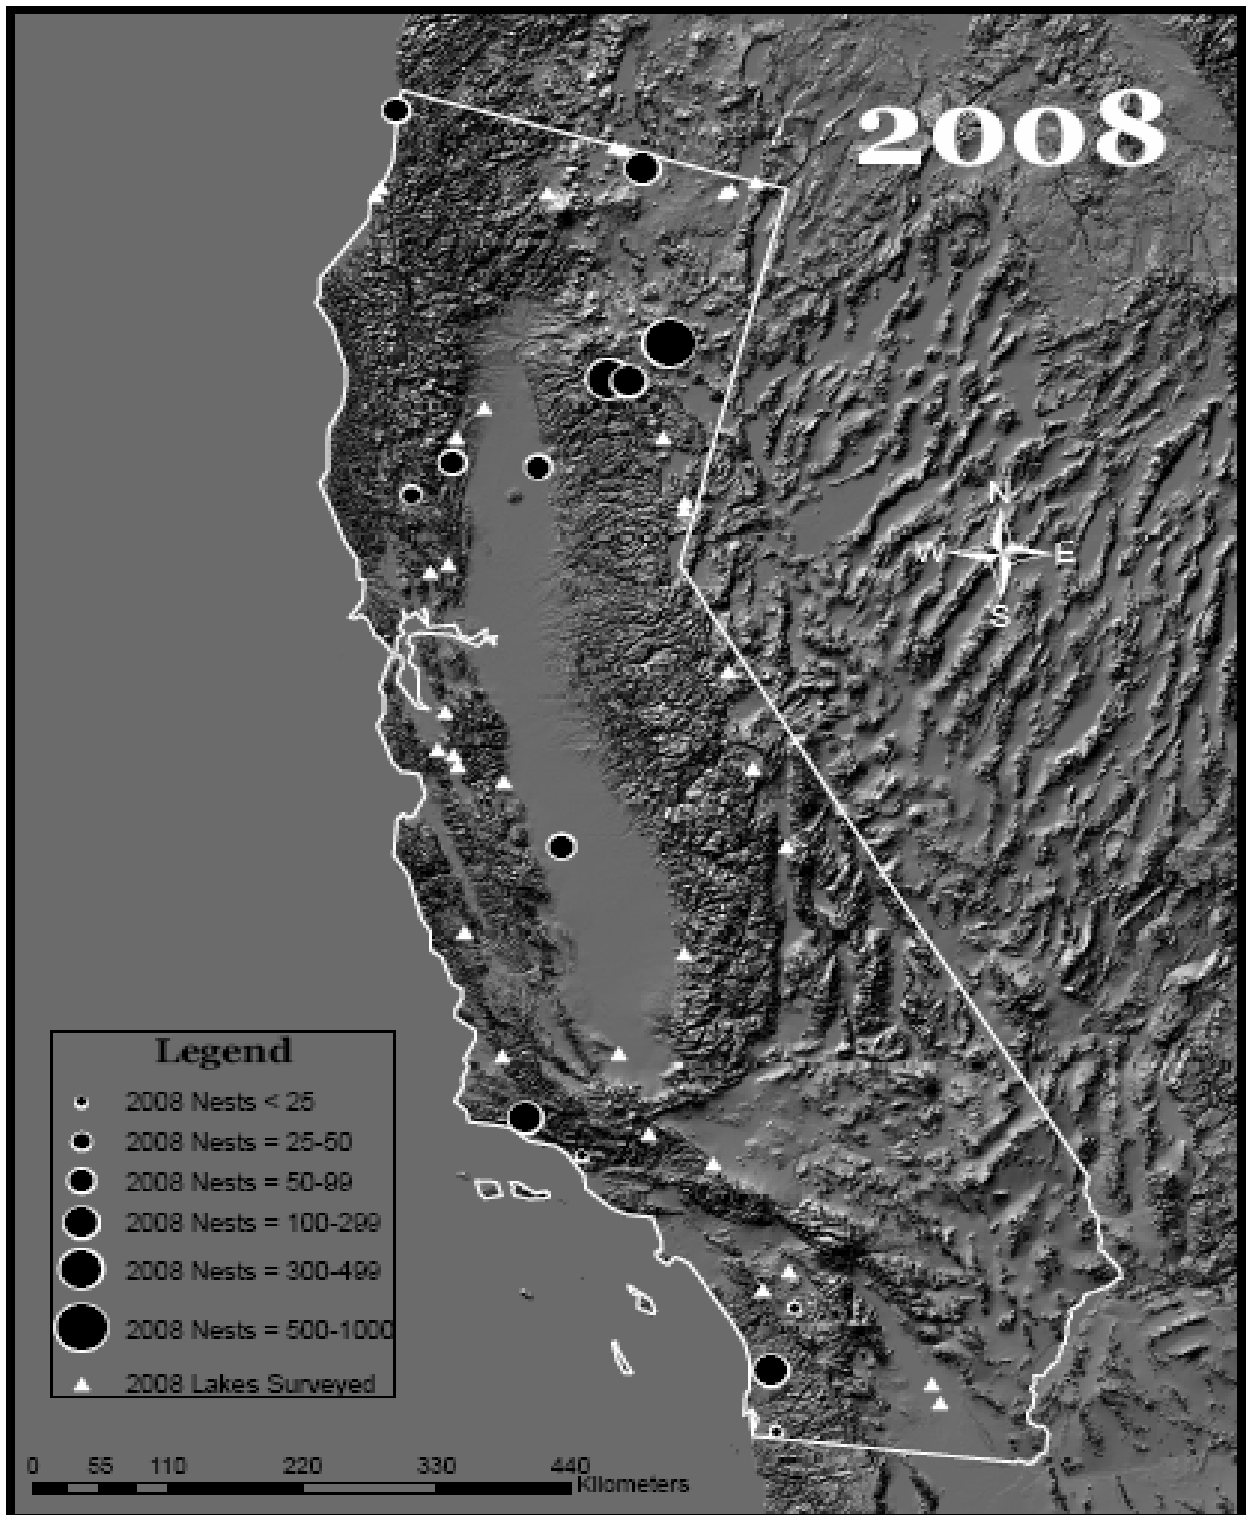 2008
N
W E
S
Legend
2008 Nests < 25
2008 Nests = 25-50
2008 Nests = 50-99
2008 Nests = 100-299
2008 Nests = 300-499
2008 Nests = 500-1000
2008 Lakes Surveyed
0 55 110 220 330 440
Kilometers